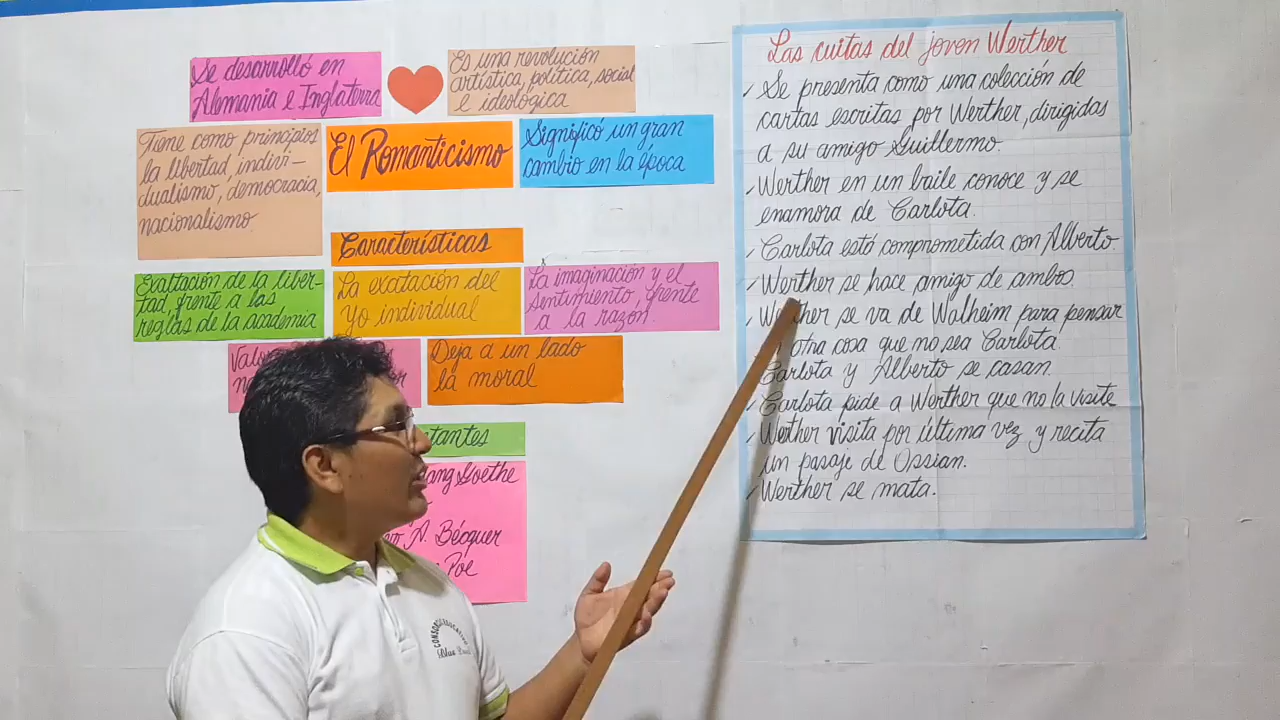 Se desarrolló en
Alemania e Inglaterra
Es una revolución
artística, política, social
e ideológica
Tiene como principios
la libertad, indivi-
dualismo, democracia,
nacionalismo.
El Romanticismo
Significó un gran
cambio en la época
Características
Exaltación de la liber-
tad, frente a las
reglas de la academia
La exaltación del
Yo individual
La imaginación y el
sentimiento, frente
a la razón.
Deja a un lado
la moral
Goethe
A. Bécquer
Poe
Las cuitas del joven Werther
✓ Se presenta como una colección de
cartas escritas por Werther, dirigidas
a su amigo Guillermo.
✓ Werther en un baile conoce y se
enamora de Carlota.
✓ Carlota está comprometida con Alberto.
✓ Werther se hace amigo de ambos.
✓ Werther se va de Walheim para pensar
otra cosa que no sea Carlota.
Carlota y Alberto se casan.
✓ Carlota pide a Werther que no la visite
✓ Werther visita por última vez y recita
un pasaje de Ossian.
✓ Werther se mata.
CONSORCIO EDUCATIVO